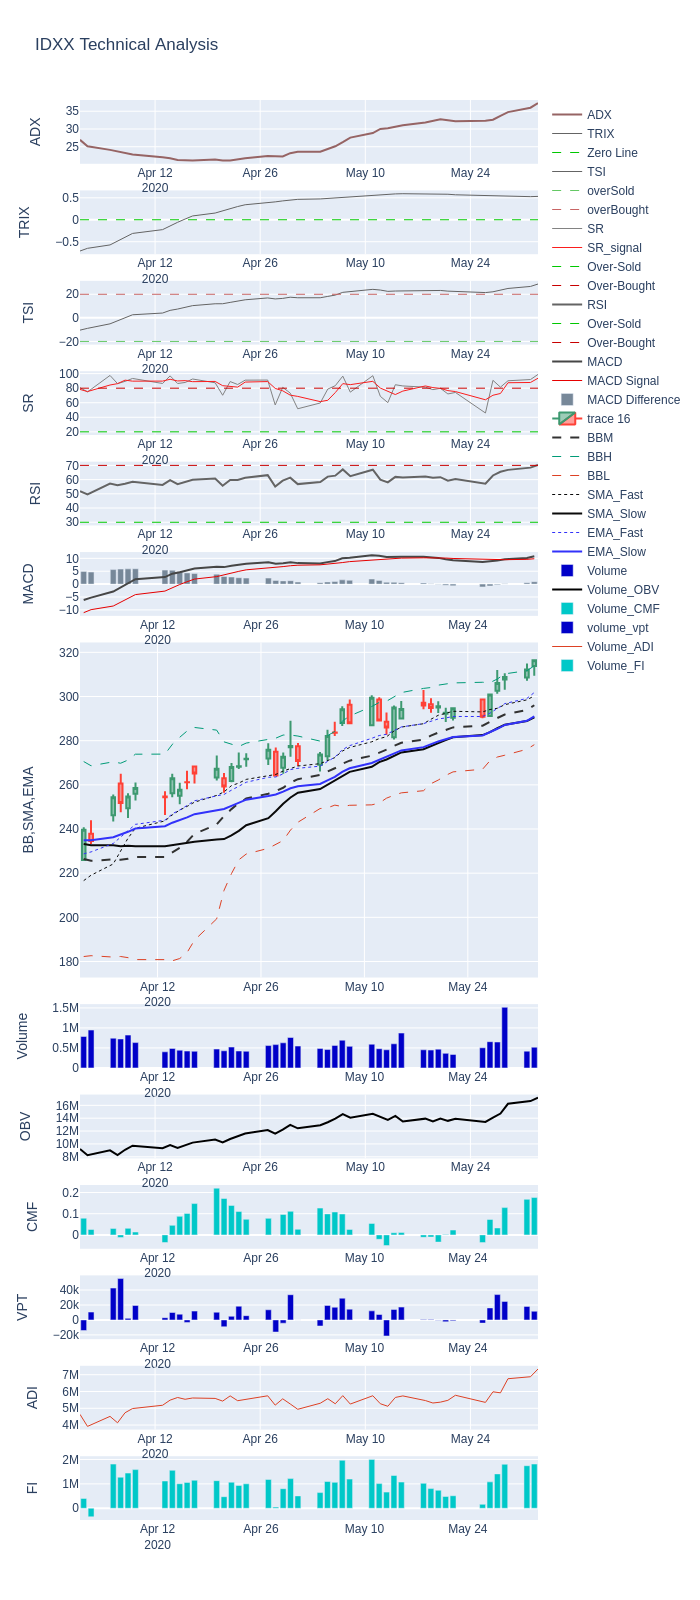 IDXX Technical Analysis
ADX
35
30
25
Apr 12
2020
Apr 26
May 10
May 24
TRIX
0.5
0
−0.5
Apr 12
2020
Apr 26
May 10
May 24
TSI
20
0
−20
Apr 12
2020
Apr 26
May 10
May 24
SR
100
80
60
40
20
Apr 12
2020
Apr 26
May 10
May 24
RSI
70
60
50
40
30
Apr 12
2020
Apr 26
May 10
May 24
MACD
10
5
0
−5
−10
Apr 12
2020
Apr 26
May 10
May 24
BB,SMA,EMA
320
300
280
260
240
220
200
180
Apr 12
2020
Apr 26
May 10
May 24
Volume
1.5M
1M
0.5M
0
Apr 12
2020
Apr 26
May 10
May 24
OBV
16M
14M
12M
10M
8M
Apr 12
2020
Apr 26
May 10
May 24
CMF
0.2
0.1
0
Apr 12
2020
Apr 26
May 10
May 24
VPT
40k
20k
0
−20k
Apr 12
2020
Apr 26
May 10
May 24
ADI
7M
6M
5M
4M
Apr 12
2020
Apr 26
May 10
May 24
FI
2M
1M
0
Apr 12
2020
Apr 26
May 10
May 24
ADX
TRIX
Zero Line
TSI
overSold
overBought
SR
SR_signal
Over-Sold
Over-Bought
RSI
Over-Sold
Over-Bought
MACD
MACD Signal
MACD Difference
trace 16
BBM
BBH
BBL
SMA_Fast
SMA_Slow
EMA_Fast
EMA_Slow
Volume
Volume_OBV
Volume_CMF
volume_vpt
Volume_ADI
Volume_FI